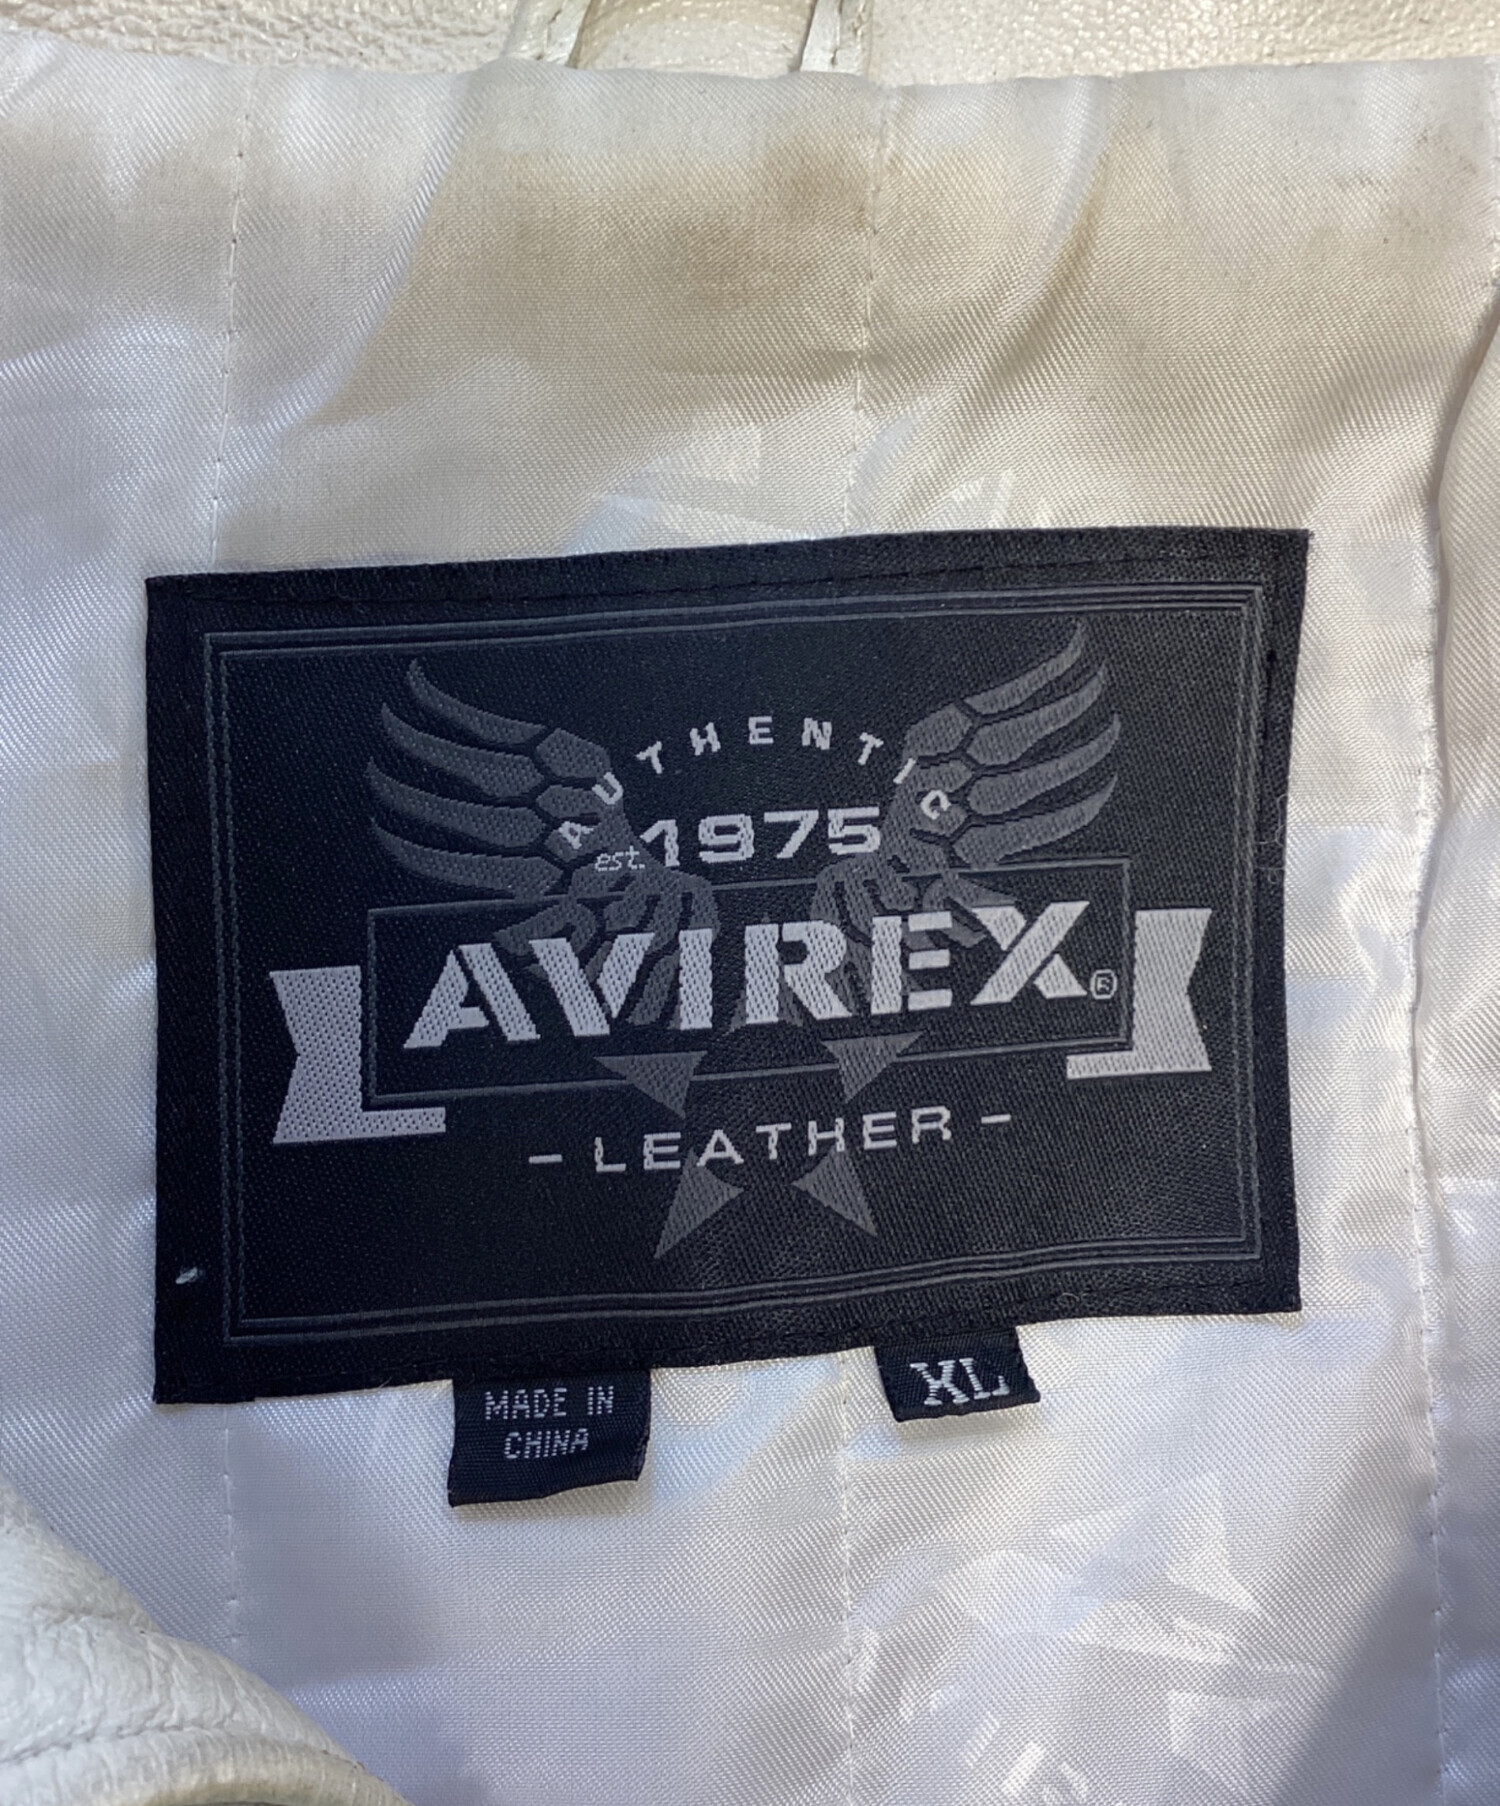 AUTHENTIC
est. 1975
AVIREX®
- LEATHER -
MADE IN
CHINA
XL